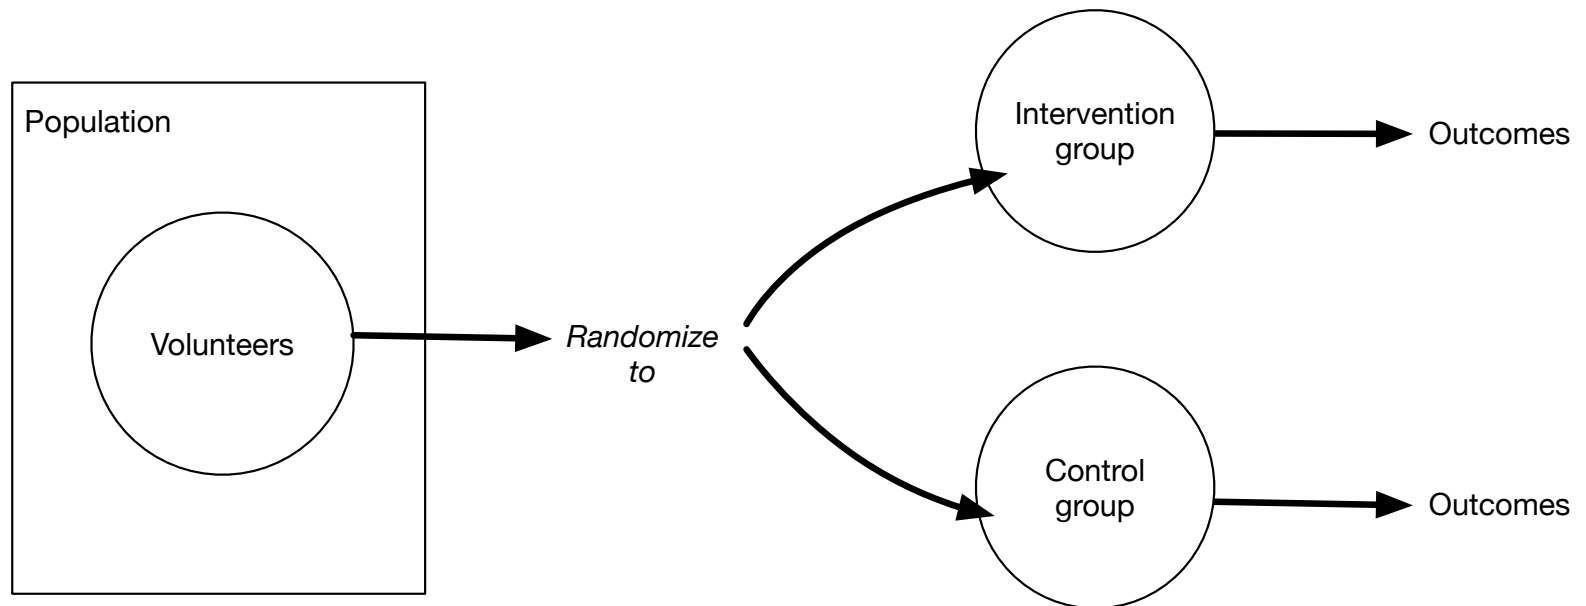 Population
Volunteers
Randomize
to
Intervention
group
Outcomes
Control
group
Outcomes